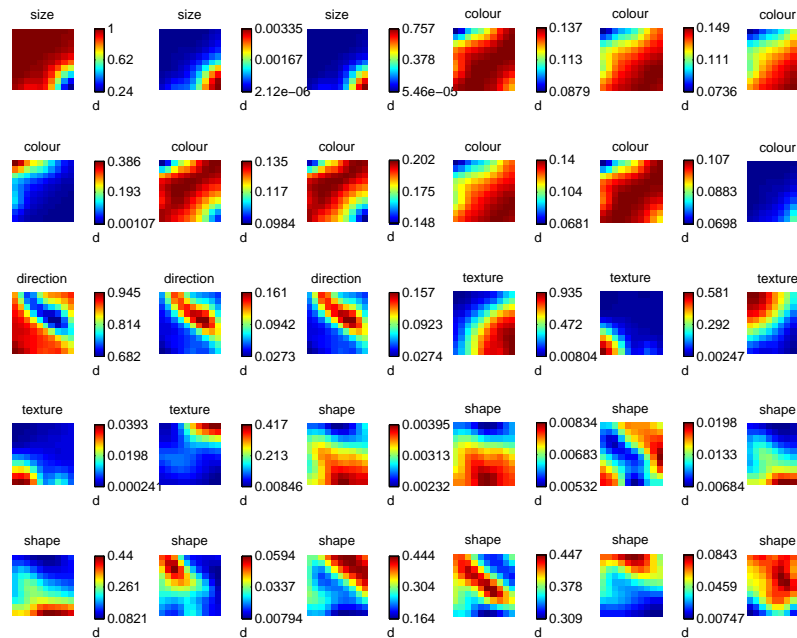 size size size colour colour colour
1 0.00335 0.757 0.137 0.149
0.62 0.00167 0.378 0.113 0.111
0.24 2.12e−06 5.46e−05 0.0879 0.0736
d d d d d
colour colour colour colour colour colour
0.386 0.135 0.202 0.14 0.107
0.193 0.117 0.175 0.104 0.0883
0.00107 0.0984 0.148 0.0681 0.0698
d d d d d
direction direction direction texture texture texture
0.945 0.161 0.157 0.935 0.581
0.814 0.0942 0.0923 0.472 0.292
0.682 0.0273 0.0274 0.00804 0.00247
d d d d d
texture texture shape shape shape shape
0.0393 0.417 0.00395 0.00834 0.0198
0.0198 0.213 0.00313 0.00683 0.0133
0.000241 0.00846 0.00232 0.00532 0.00684
d d d d d
shape shape shape shape shape shape
0.44 0.0594 0.444 0.447 0.0843
0.261 0.0337 0.304 0.378 0.0459
0.0821 0.00794 0.164 0.309 0.00747
d d d d d